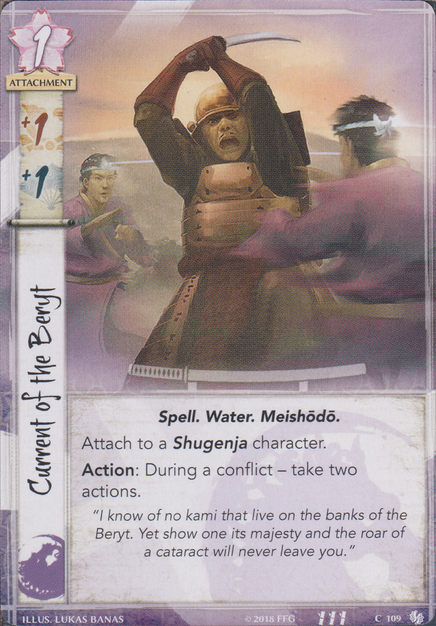 1
ATTACHMENT
+1
+1
Current of the Beryt
Spell. Water. Meishōdō.
Attach to a Shugenja character.
Action: During a conflict – take two
actions.
“I know of no kami that live on the banks of the
Beryt. Yet show one its majesty and the roar of
a cataract will never leave you.”
ILLUS. LUKAS BANAS
© 2018 FFG
C 109